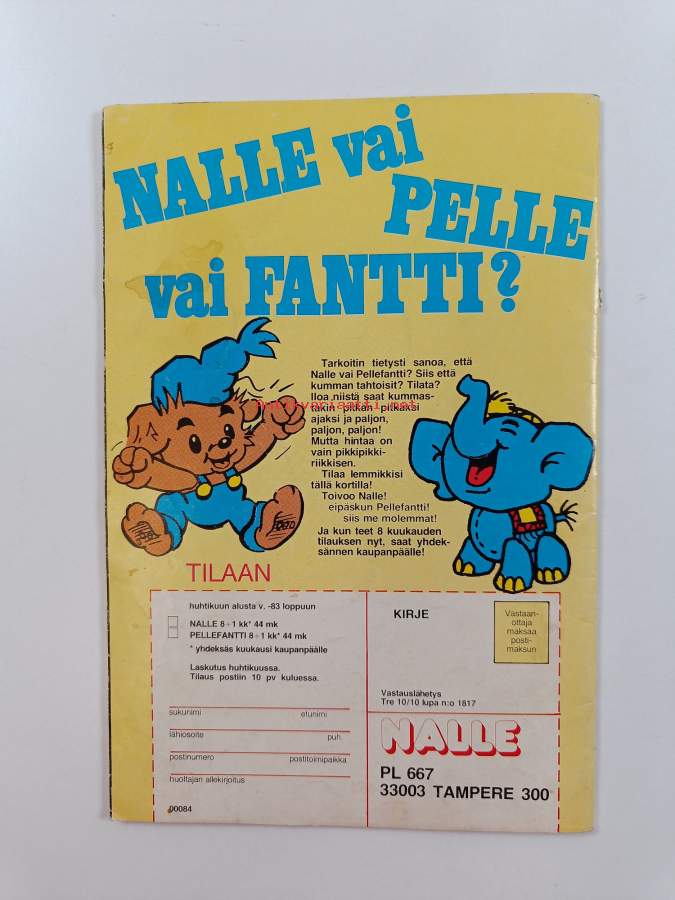 NALLE vai
PELLE
vai FANTTI?
Tarkoitin tietysti sanoa, että
Nalle vai Pellefantti? Siis että
kumman tahtoisit? Tilata?
Iloa niistä saat kummas-
takin pitkän pitkäksi
ajaksi ja paljon,
paljon, paljon!
Mutta hintaa on
vain pikkipikki-
riikkisen.
Tilaa lemmikkisi
tällä kortilla!
Toivoo Nalle!
eipäskun Pellefantti!
siis me molemmat!
Ja kun teet 8 kuukauden
tilauksen nyt, saat yhdek-
sännen kaupanpäälle!
TILAAN
huhtikuun alusta v. -83 loppuun
NALLE 8+1 kk* 44 mk
PELLEFANTTI 8+1 kk* 44 mk
* yhdeksäs kuukausi kaupanpäälle
Laskutus huhtikuussa.
Tilaus postiin 10 pv kuluessa.
sukunimi etunimi
lähiosoite puh.
postinumero postitoimipaikka
huoltajan allekirjoitus
00084
KIRJE
Vastaan-
ottaja
maksaa
posti-
maksun
Vastauslähetys
Tre 10/10 lupa n:o 1817
NALLE
PL 667
33003 TAMPERE 300